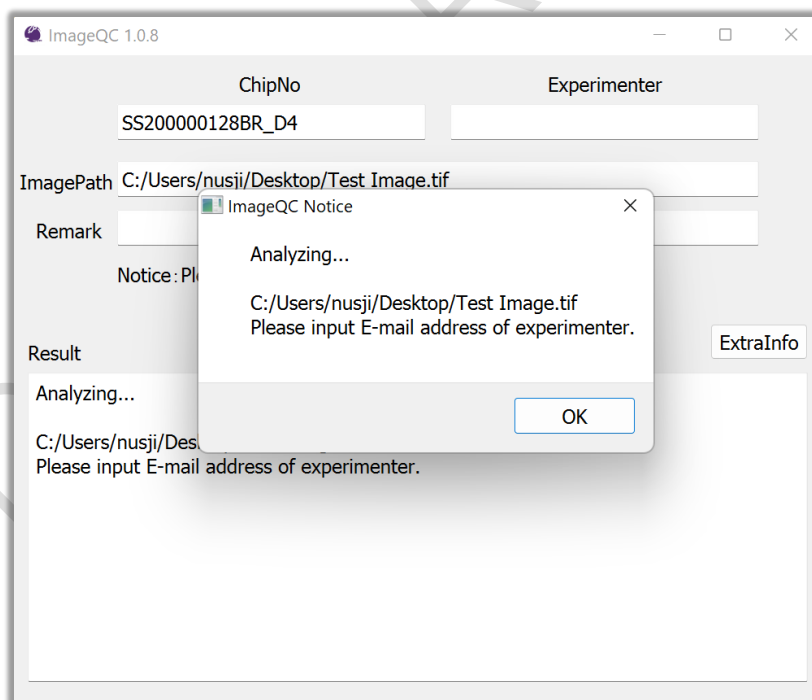 ImageQC 1.0.8
ChipNo Experimenter
SS200000128BR_D4
ImagePath C:/Users/nusji/Desktop/Test Image.tif
Remark
ImageQC Notice
Analyzing...
C:/Users/nusji/Desktop/Test Image.tif
Please input E-mail address of experimenter.
OK
Notice:
ExtraInfo
Result
Analyzing...
C:/Users/nusji/
Please input E-mail address of experimenter.